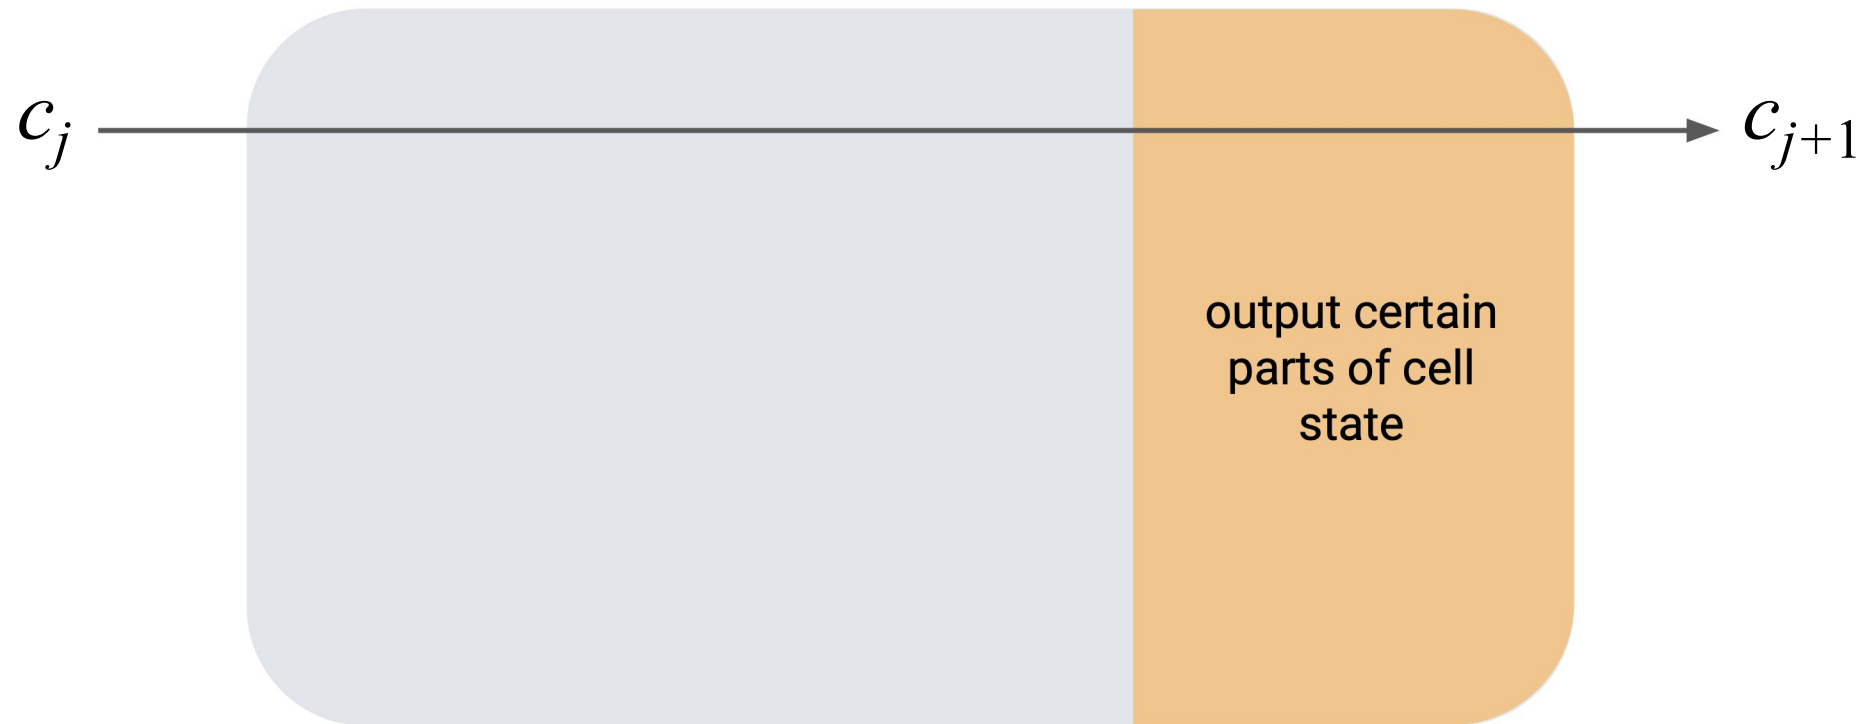 c_j
c_{j+1}
output certain
parts of cell
state